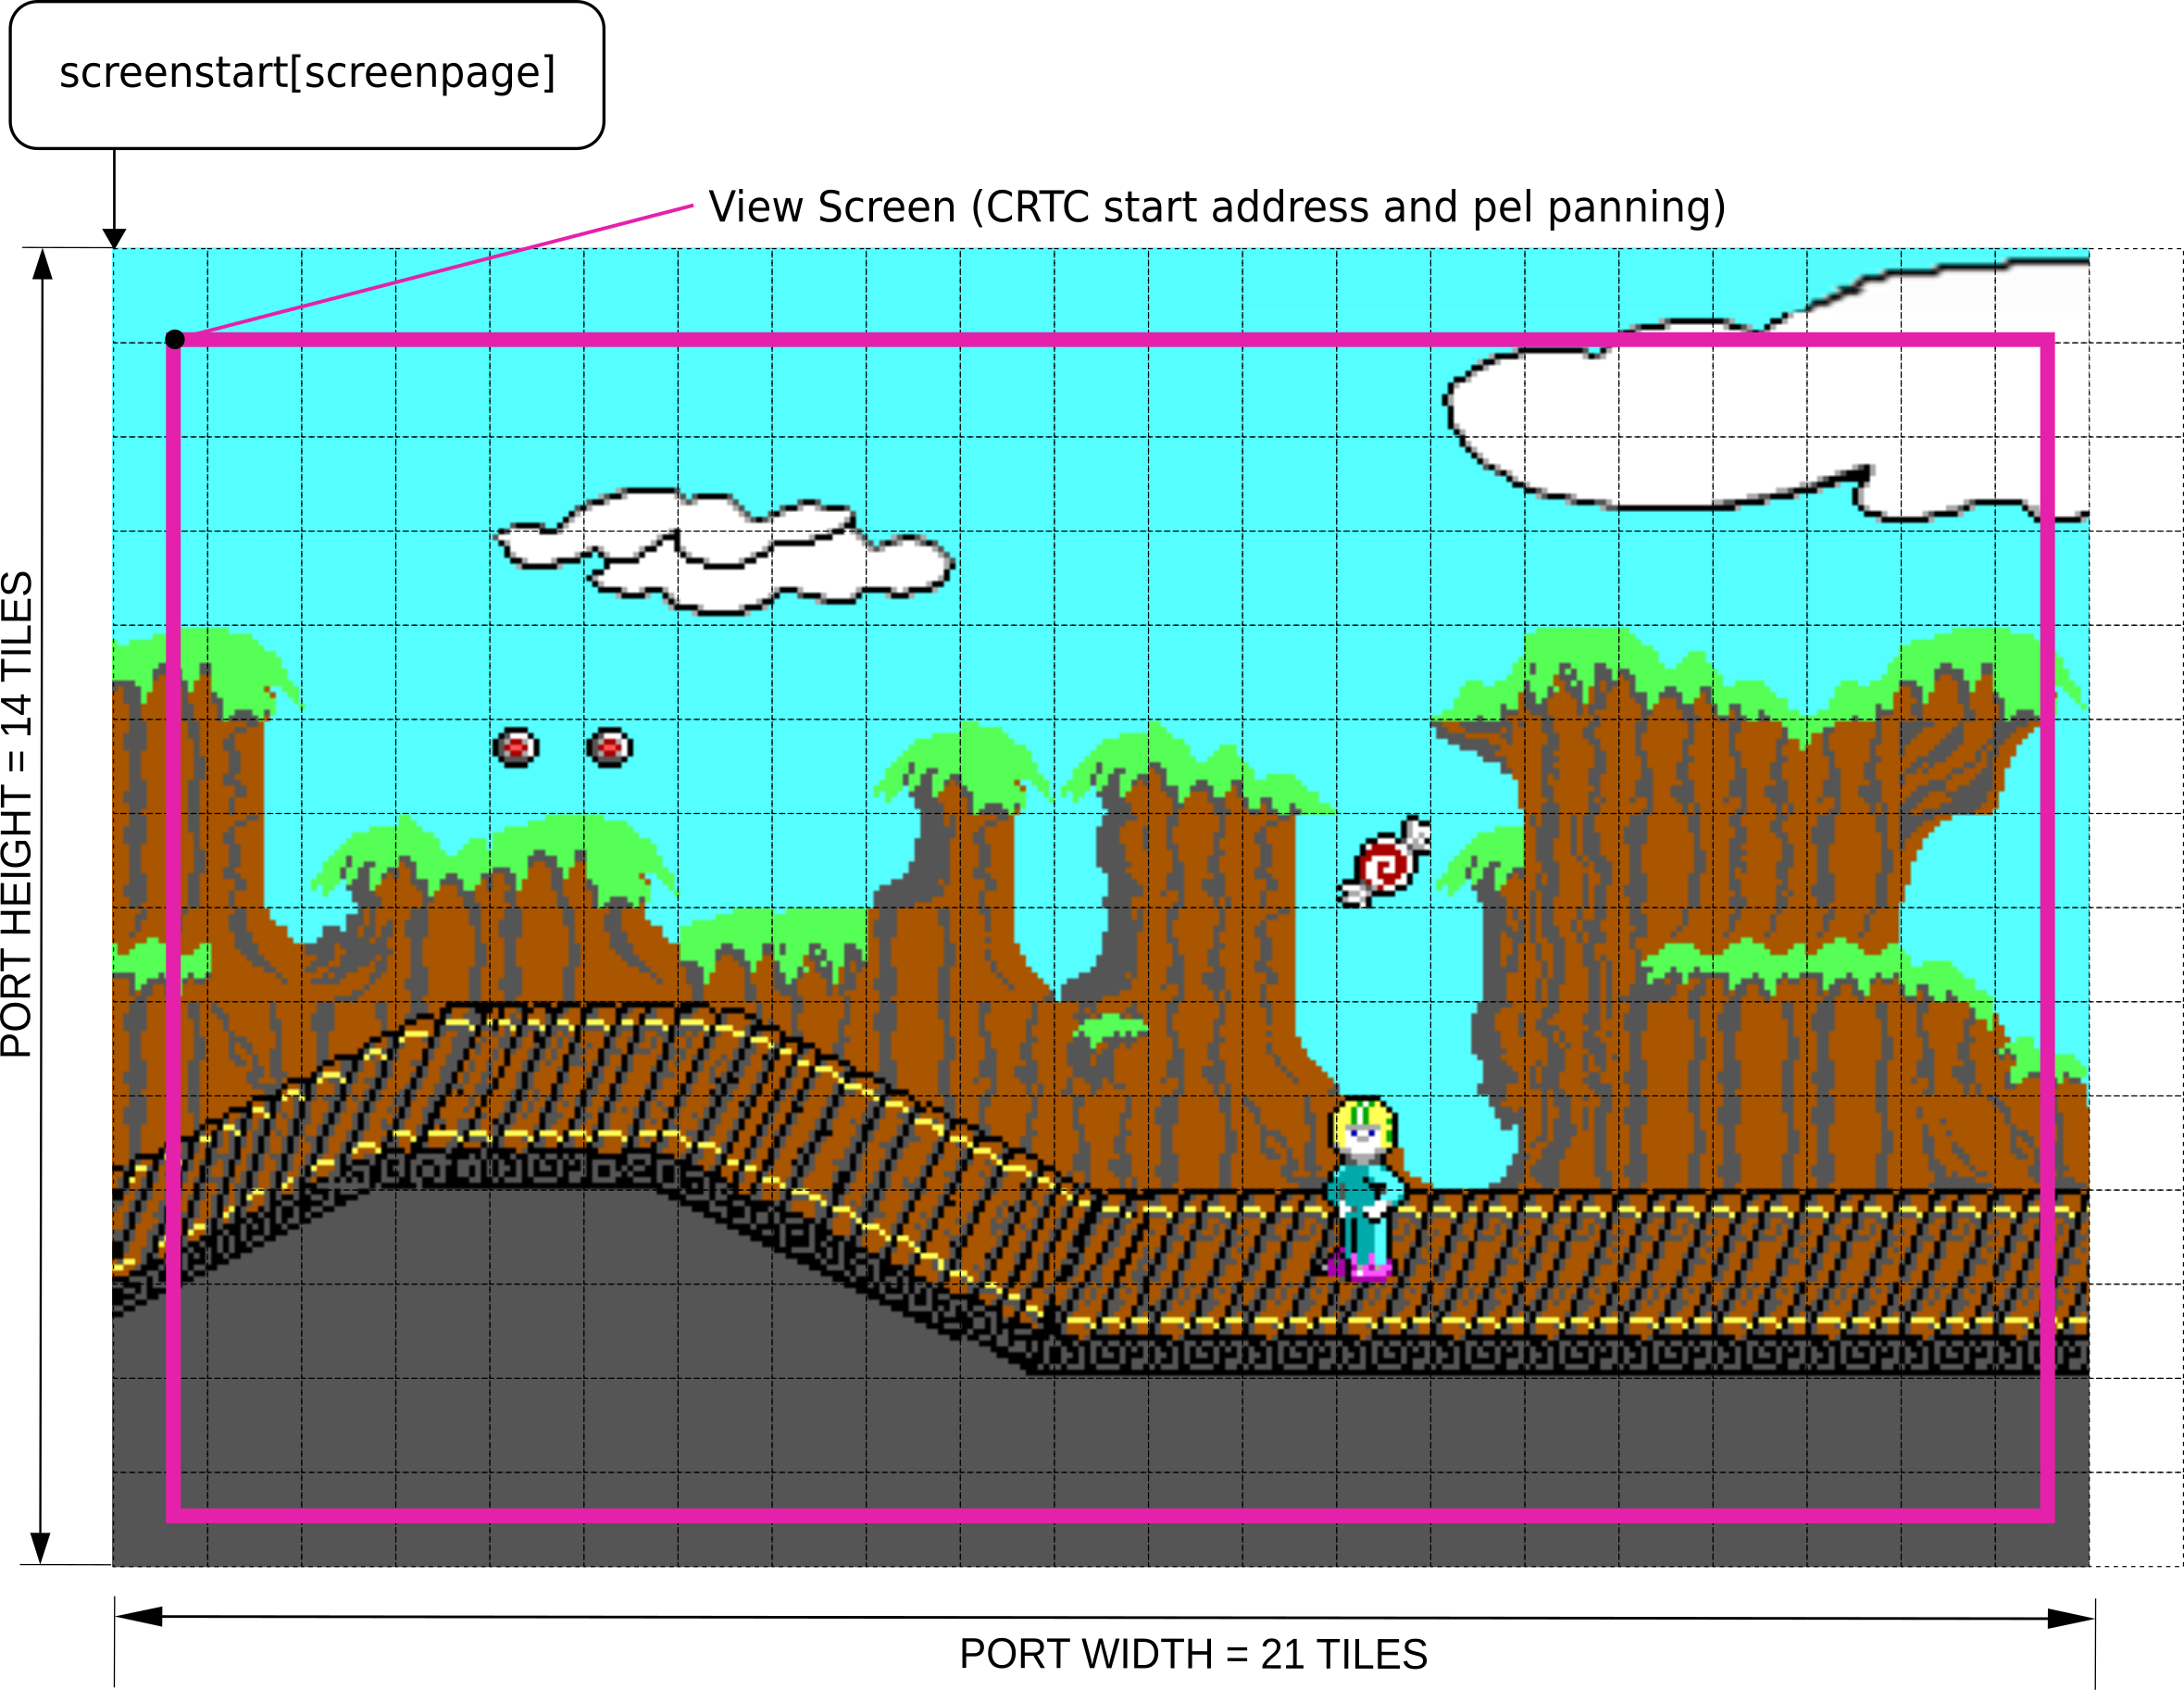 screenstart[screenpage]
View Screen (CRTC start address and pel panning)
PORT HEIGHT = 14 TILES
PORT WIDTH = 21 TILES